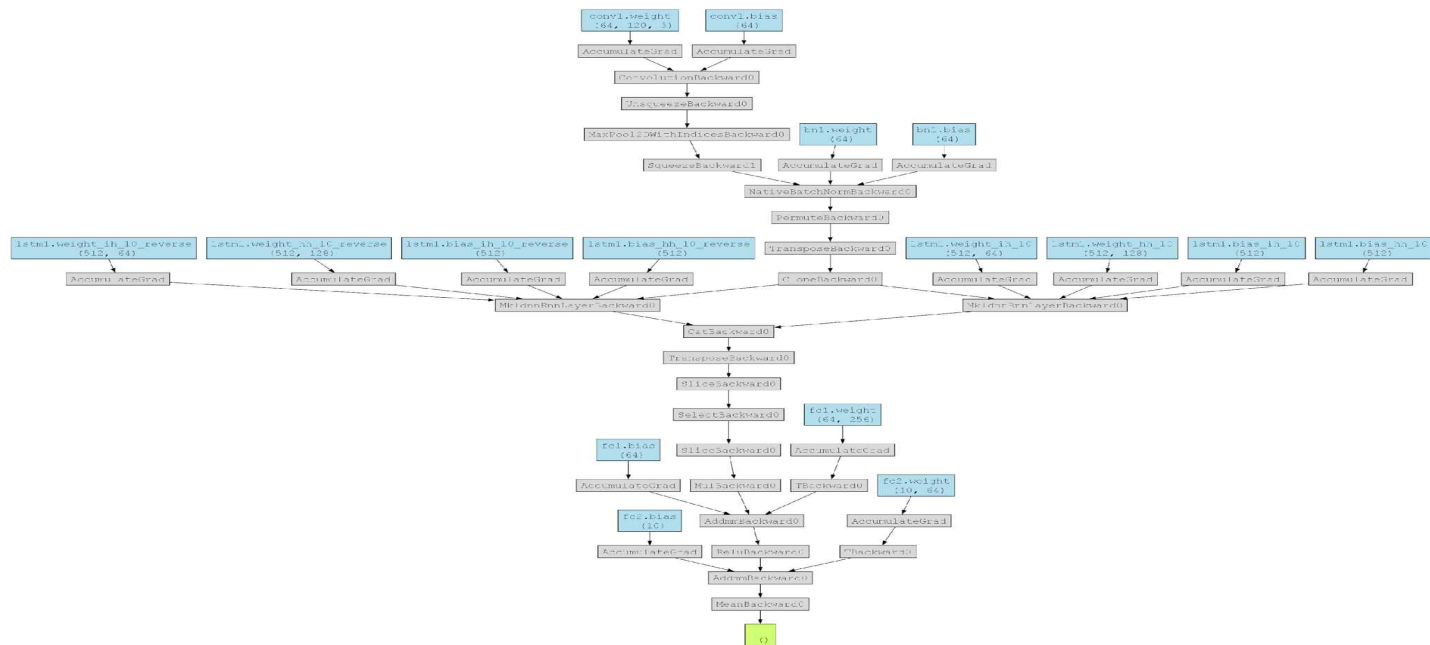 conv1.weight
(64, 120, 3)
conv1.bias
(64)
AccumulateGrad
AccumulateGrad
ConvolutionBackward0
UnsqueezeBackward0
MaxPool2DWithIndicesBackward0
bn1.weight
(64)
bn1.bias
(64)
SqueezeBackward1
AccumulateGrad
AccumulateGrad
NativeBatchNormBackward0
PermuteBackward0
lstm1.weight_ih_l0_reverse
(512, 64)
lstm1.weight_hh_l0_reverse
(512, 128)
lstm1.bias_ih_l0_reverse
(512)
lstm1.bias_hh_l0_reverse
(512)
TransposeBackward0
lstm1.weight_ih_l0
(512, 64)
lstm1.weight_hh_l0
(512, 128)
lstm1.bias_ih_l0
(512)
lstm1.bias_hh_l0
(512)
AccumulateGrad
AccumulateGrad
AccumulateGrad
AccumulateGrad
CloneBackward0
AccumulateGrad
AccumulateGrad
AccumulateGrad
AccumulateGrad
MkldnnRnnLayerBackward0
MkldnnRnnLayerBackward0
CatBackward0
TransposeBackward0
SliceBackward0
SelectBackward0
fc1.weight
(64, 256)
fc1.bias
(64)
SliceBackward0
AccumulateGrad
AccumulateGrad
MulBackward0
TBackward0
fc2.weight
(10, 64)
fc2.bias
(10)
AddmmBackward0
AccumulateGrad
AccumulateGrad
ReluBackward0
TBackward0
AddmmBackward0
MeanBackward0
()